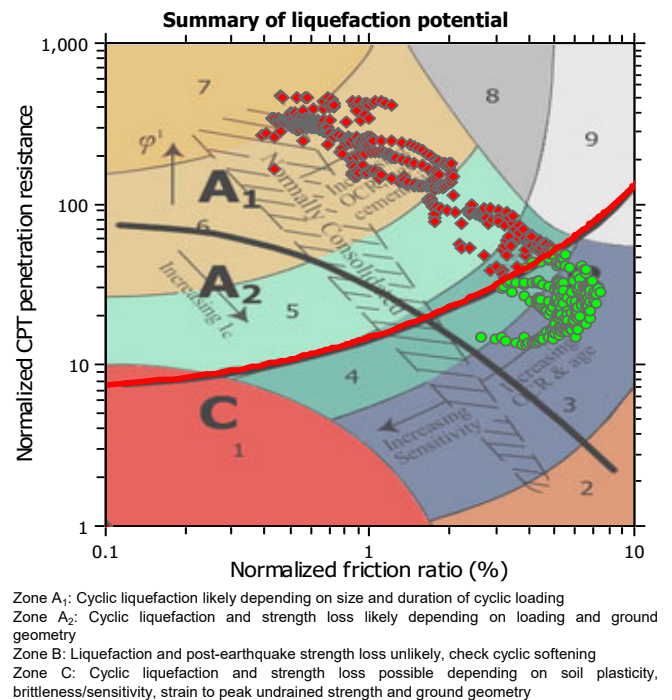 Summary of liquefaction potential
1,000
100
10
1
Normalized CPT penetration resistance
7
8
9
φ'
A1
Normally Consolidated
Increasing
OCR
cementation
6
A2
Increasing Ic
5
4
C
1
Increasing
OCR & age
3
Increasing
Sensitivity
2
0.1
1
10
Normalized friction ratio (%)
Zone A1: Cyclic liquefaction likely depending on size and duration of cyclic loading
Zone A2: Cyclic liquefaction and strength loss likely depending on loading and ground
geometry
Zone B: Liquefaction and post-earthquake strength loss unlikely, check cyclic softening
Zone C: Cyclic liquefaction and strength loss possible depending on soil plasticity,
brittleness/sensitivity, strain to peak undrained strength and ground geometry